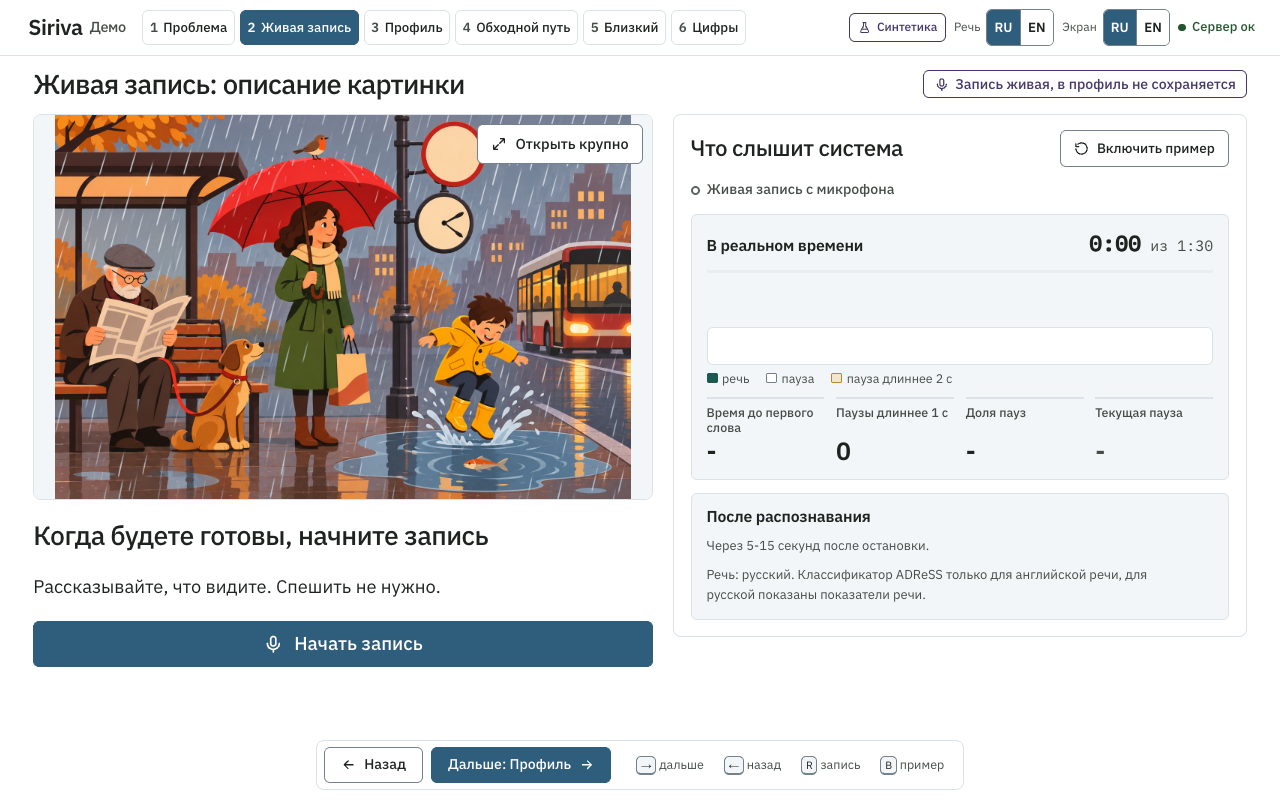 Siriva Демо
1 Проблема
2 Живая запись
3 Профиль
4 Обходной путь
5 Близкий
6 Цифры
Синтетика
Речь RU EN
Экран RU EN
Сервер ок
Живая запись: описание картинки
Запись живая, в профиль не сохраняется
Открыть крупно
Когда будете готовы, начните запись
Рассказывайте, что видите. Спешить не нужно.
Начать запись
Что слышит система
Включить пример
Живая запись с микрофона
В реальном времени
0:00 из 1:30
речь
пауза
пауза длиннее 2 с
Время до первого
слова
-
Паузы длиннее 1 с
0
Доля пауз
-
Текущая пауза
-
После распознавания
Через 5-15 секунд после остановки.
Речь: русский. Классификатор ADReSS только для английской речи, для
русской показаны показатели речи.
← Назад
Дальше: Профиль →
→ дальше
← назад
R запись
B пример